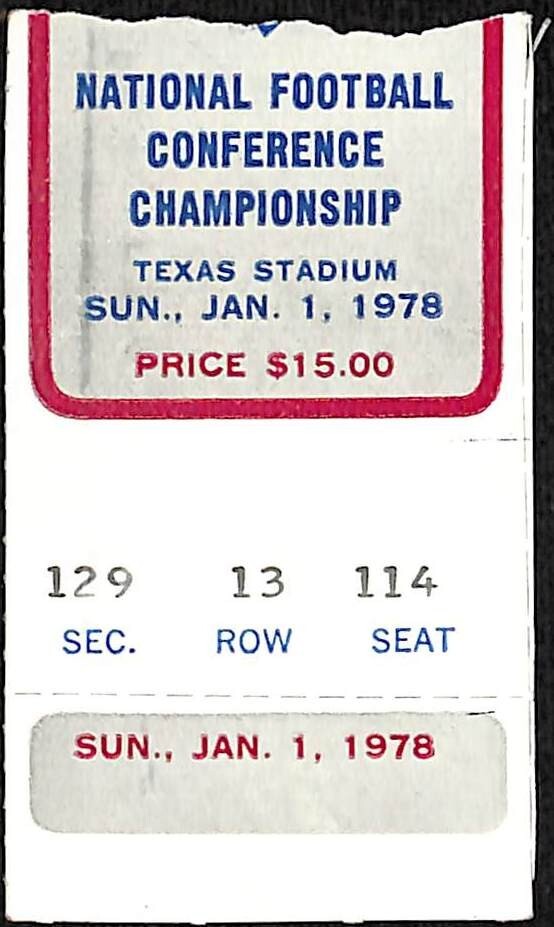 NATIONAL FOOTBALL
CONFERENCE
CHAMPIONSHIP
TEXAS STADIUM
SUN., JAN. 1, 1978
PRICE $15.00
129 13 114
SEC. ROW SEAT
SUN., JAN. 1, 1978